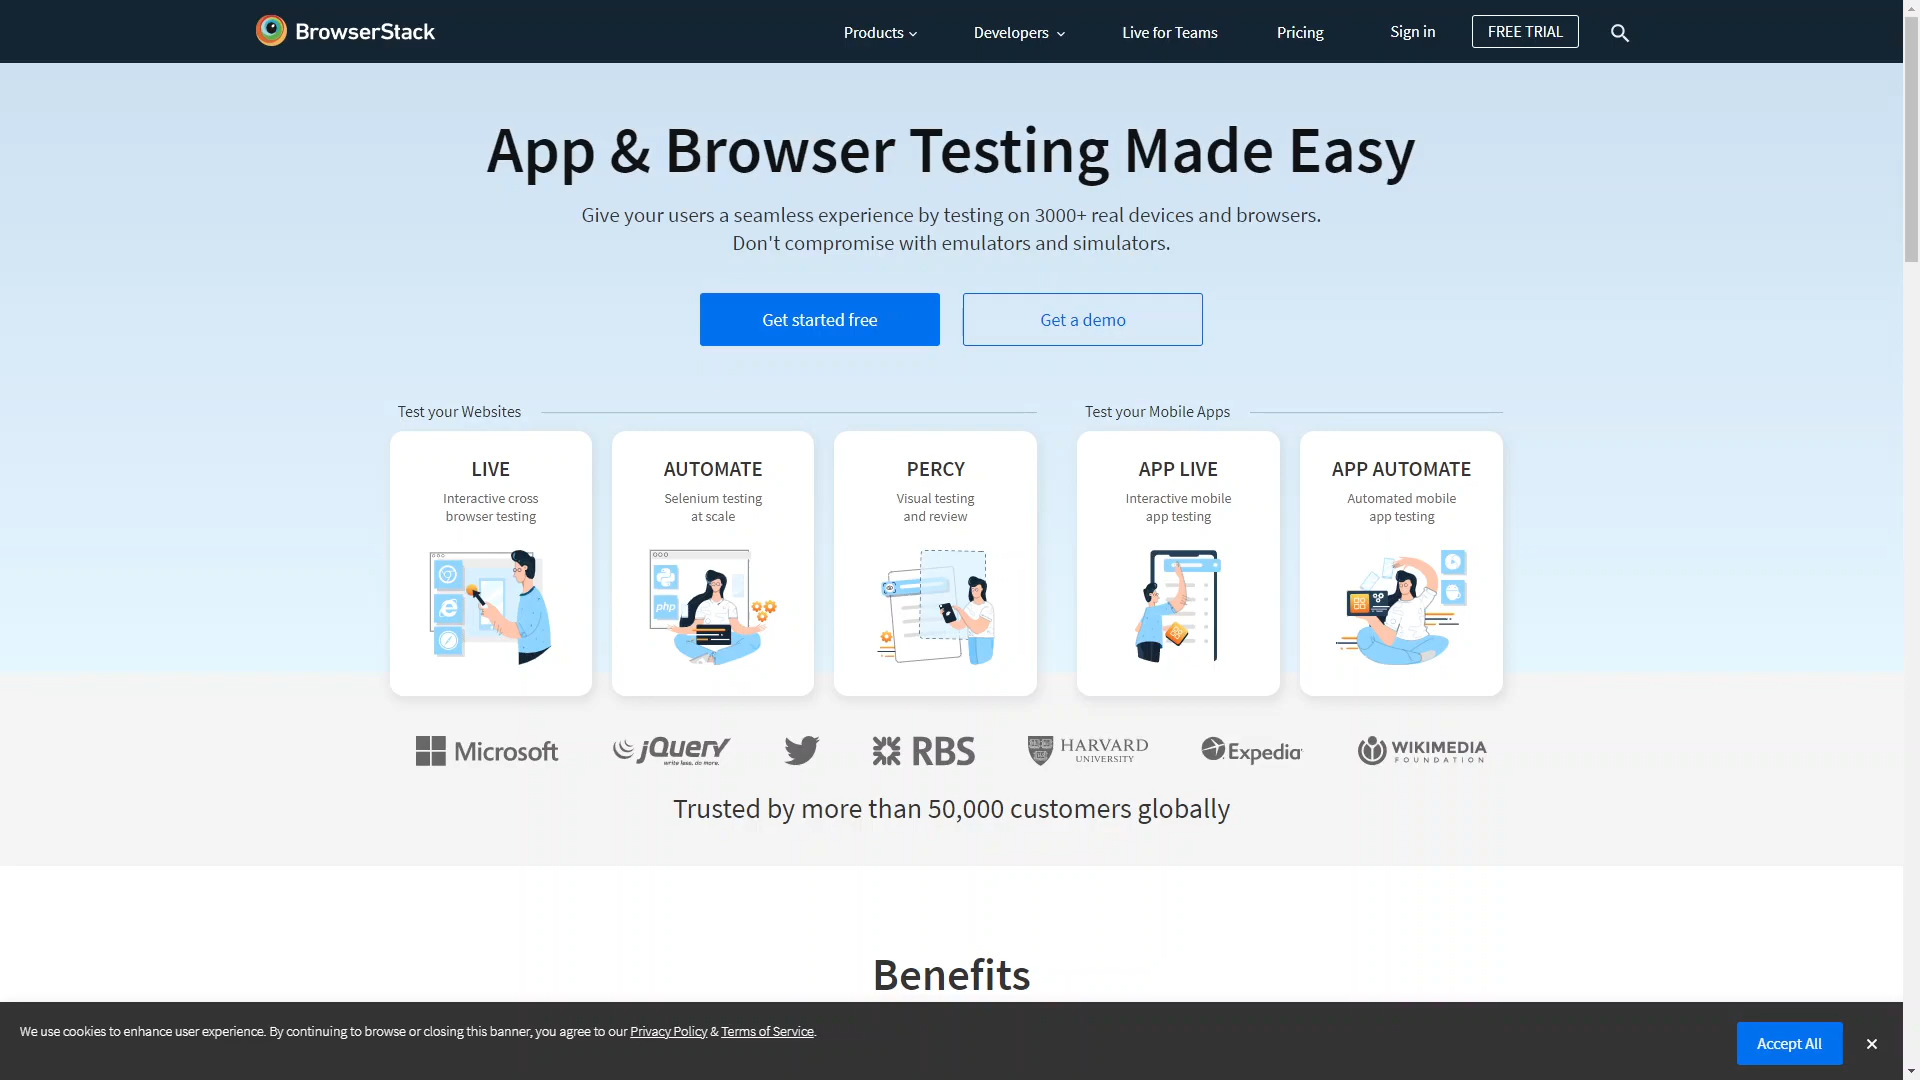 BrowserStack
Products
Developers
Live for Teams
Pricing
Sign in
FREE TRIAL
App & Browser Testing Made Easy
Give your users a seamless experience by testing on 3000+ real devices and browsers.
Don't compromise with emulators and simulators.
Get started free
Get a demo
Test your Websites
Test your Mobile Apps
LIVE
Interactive cross
browser testing
AUTOMATE
Selenium testing
at scale
php
PERCY
Visual testing
and review
APP LIVE
Interactive mobile
app testing
APP AUTOMATE
Automated mobile
app testing
Microsoft
jQuery
write less, do more.
RBS
HARVARD
UNIVERSITY
Expedia
WIKIMEDIA
FOUNDATION
Trusted by more than 50,000 customers globally
Benefits
We use cookies to enhance user experience. By continuing to browse or closing this banner, you agree to our Privacy Policy & Terms of Service.
Accept All